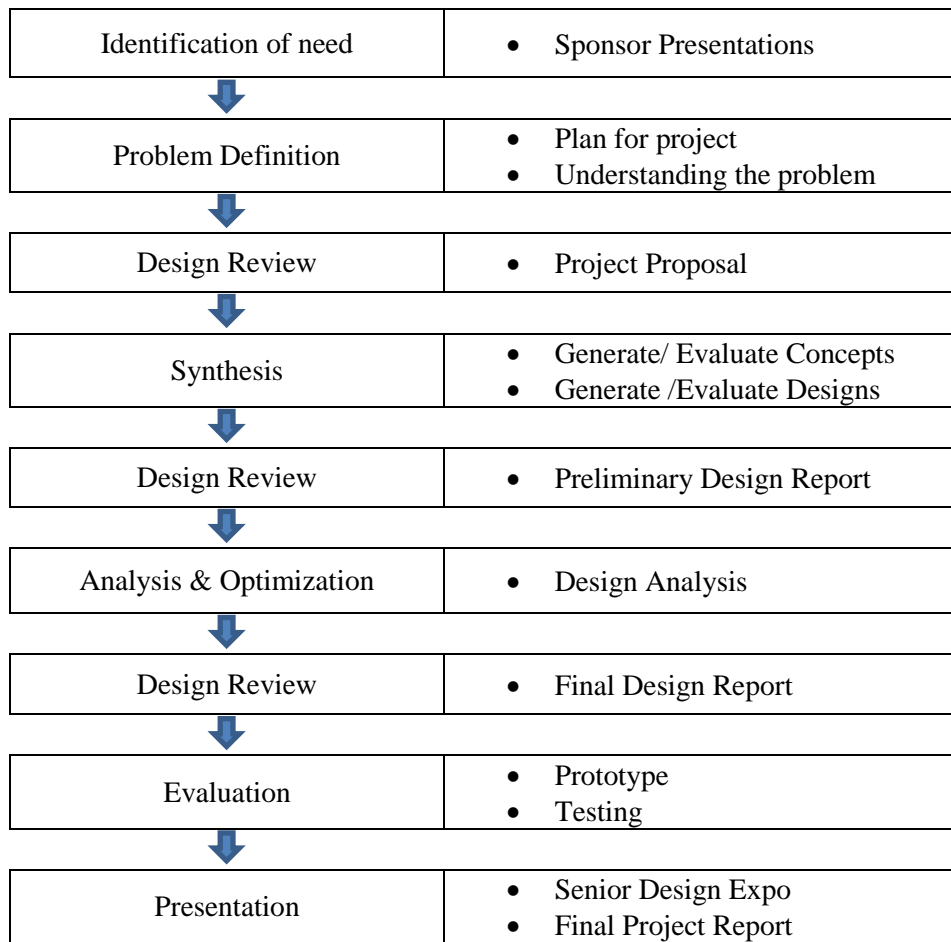 Identification of need
• Sponsor Presentations
Problem Definition
• Plan for project
• Understanding the problem
Design Review
• Project Proposal
Synthesis
• Generate/ Evaluate Concepts
• Generate /Evaluate Designs
Design Review
• Preliminary Design Report
Analysis & Optimization
• Design Analysis
Design Review
• Final Design Report
Evaluation
• Prototype
• Testing
Presentation
• Senior Design Expo
• Final Project Report